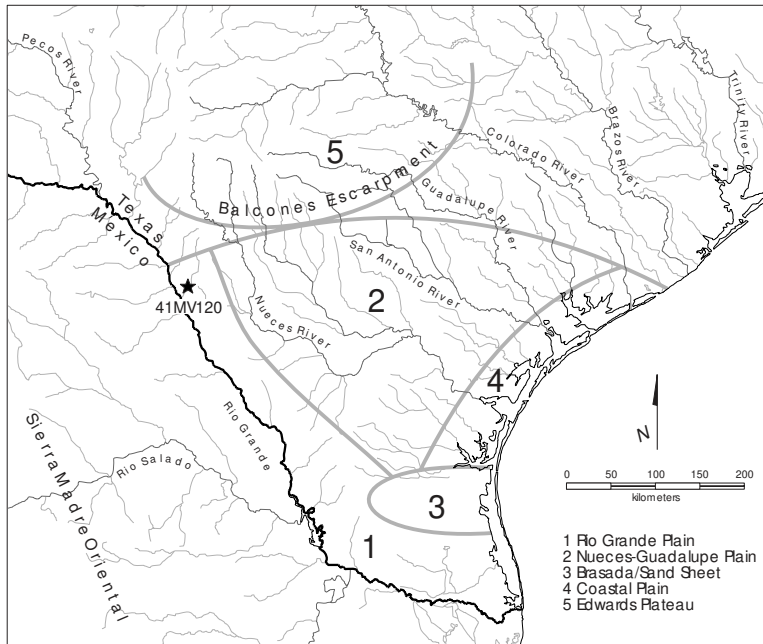 Pecos River
Trinity River
Brazos River
Colorado River
5
Balcones Escarpment
Guadalupe River
Texas
Mexico
San Antonio River
41MV120
2
Nueces River
4
Rio Grande
N
Sierra Madre Oriental
Rio Salado
0 50 100 150 200
kilometers
3
1
1 Rio Grande Plain
2 Nueces-Guadalupe Plain
3 Brasada/Sand Sheet
4 Coastal Plain
5 Edwards Plateau